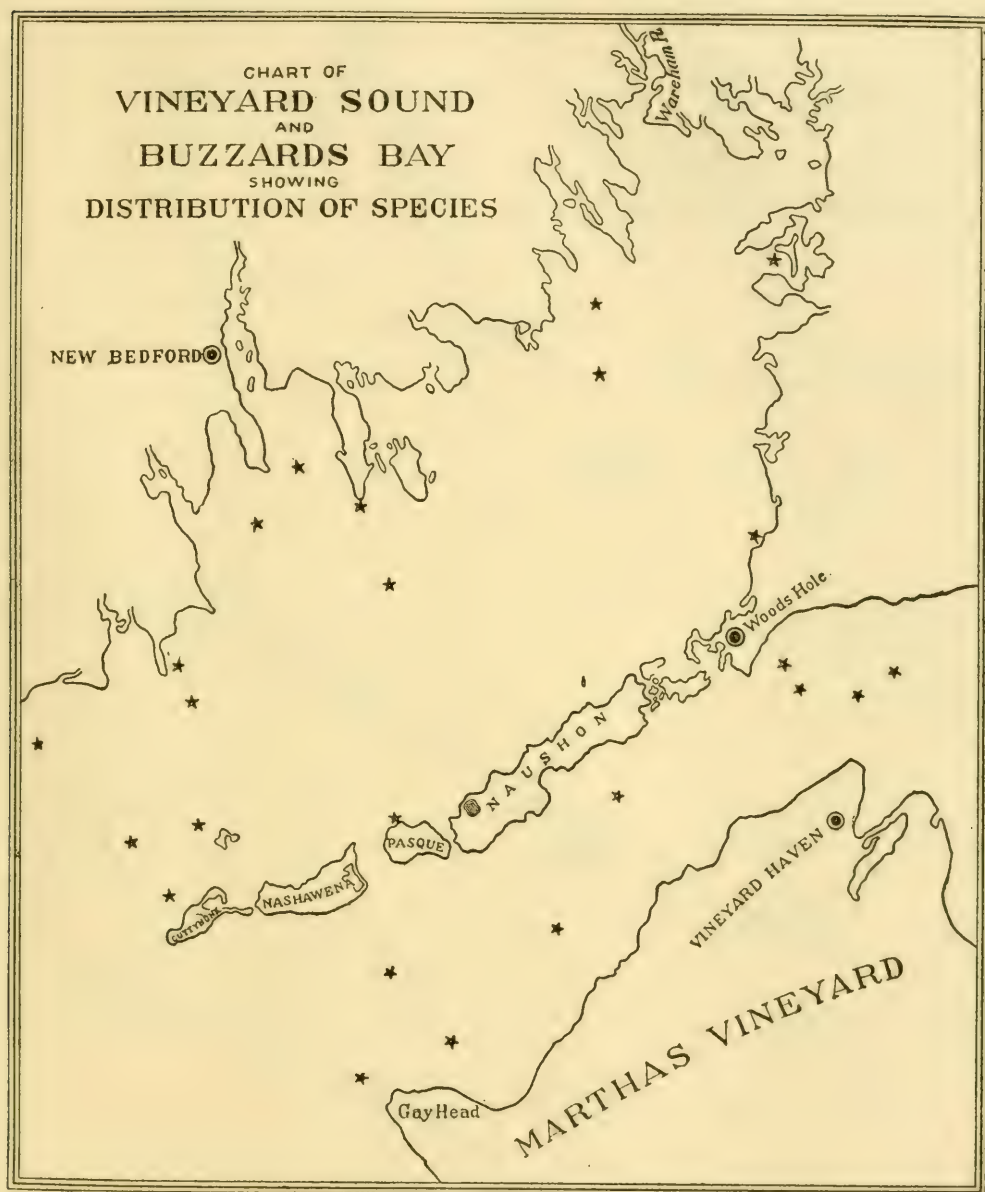 CHART OF
VINEYARD SOUND
AND
BUZZARDS BAY
SHOWING
DISTRIBUTION OF SPECIES
Wareham R.
NEW BEDFORD
Woods Hole.
NAUSHON
PASQUE
NASHAWENA
CUTTYHUNK
VINEYARD HAVEN
MARTHAS VINEYARD
Gay Head